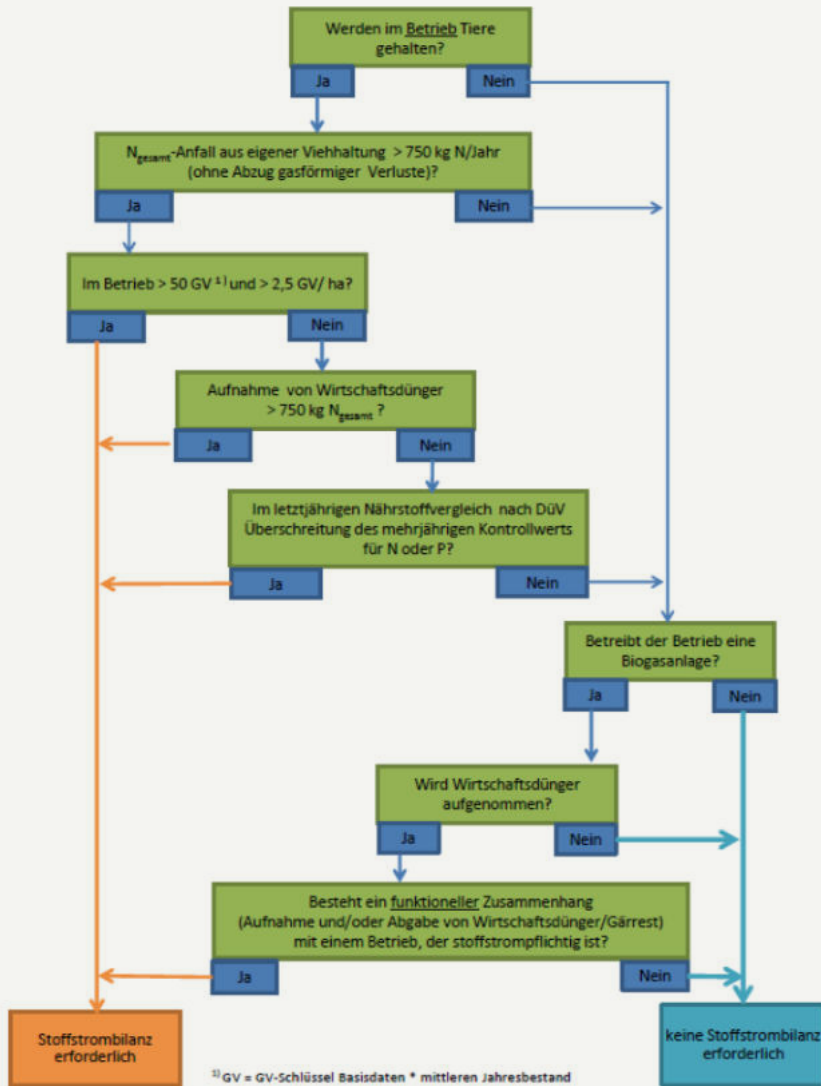 Werden im Betrieb Tiere
gehalten?
Ja
Nein
Ngesamt-Anfall aus eigener Viehhaltung > 750 kg N/Jahr
(ohne Abzug gasförmiger Verluste)?
Ja
Nein
Im Betrieb > 50 GV 1) und > 2,5 GV/ ha?
Ja
Nein
Aufnahme von Wirtschaftsdünger
> 750 kg Ngesamt ?
Ja
Nein
Im letztjährigen Nährstoffvergleich nach DüV
Überschreitung des mehrjährigen Kontrollwerts
für N oder P?
Ja
Nein
Betreibt der Betrieb eine
Biogasanlage?
Ja
Nein
Wird Wirtschaftsdünger
aufgenommen?
Ja
Nein
Besteht ein funktioneller Zusammenhang
(Aufnahme und/oder Abgabe von Wirtschaftsdünger/Gärrest)
mit einem Betrieb, der stoffstrompflichtig ist?
Ja
Nein
Stoffstrombilanz
erforderlich
keine Stoffstrombilanz
erforderlich
1) GV = GV-Schlüssel Basisdaten * mittleren Jahresbestand